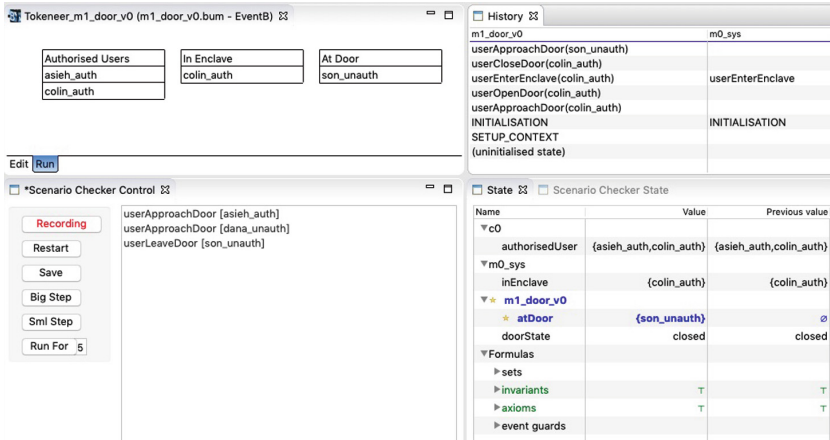 Tokeneer_m1_door_v0 (m1_door_v0.bum - EventB)
Authorised Users In Enclave At Door
asieh_auth colin_auth son_unauth
colin_auth
Edit Run
History
m1_door_v0 m0_sys
userApproachDoor(son_unauth)
userCloseDoor(colin_auth)
userEnterEnclave(colin_auth) userEnterEnclave
userOpenDoor(colin_auth)
userApproachDoor(colin_auth)
INITIALISATION INITIALISATION
SETUP_CONTEXT
(uninitialised state)
*Scenario Checker Control
Recording
Restart
Save
Big Step
Sml Step
Run For 5
userApproachDoor [asieh_auth]
userApproachDoor [dana_unauth]
userLeaveDoor [son_unauth]
State Scenario Checker State
Name Value Previous value
c0
authorisedUser {asieh_auth,colin_auth} {asieh_auth,colin_auth}
m0_sys
inEnclave {colin_auth} {colin_auth}
m1_door_v0
atDoor {son_unauth} ∅
doorState closed closed
Formulas
sets
invariants ⊤ ⊤
axioms ⊤ ⊤
event guards